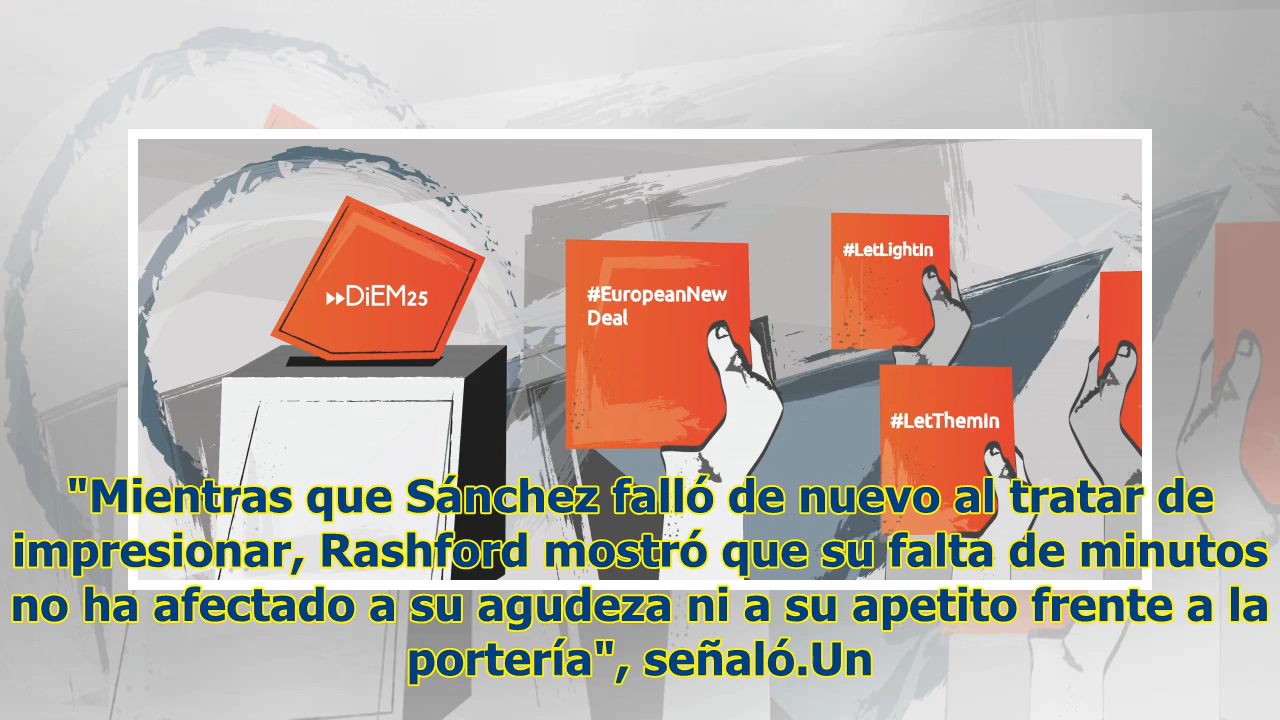 DiEM25
#EuropeanNew
Deal
#LetLightIn
#LetThemIn
"Mientras que Sánchez falló de nuevo al tratar de
impresionar, Rashford mostró que su falta de minutos
no ha afectado a su agudeza ni a su apetito frente a la
portería", señaló.Un